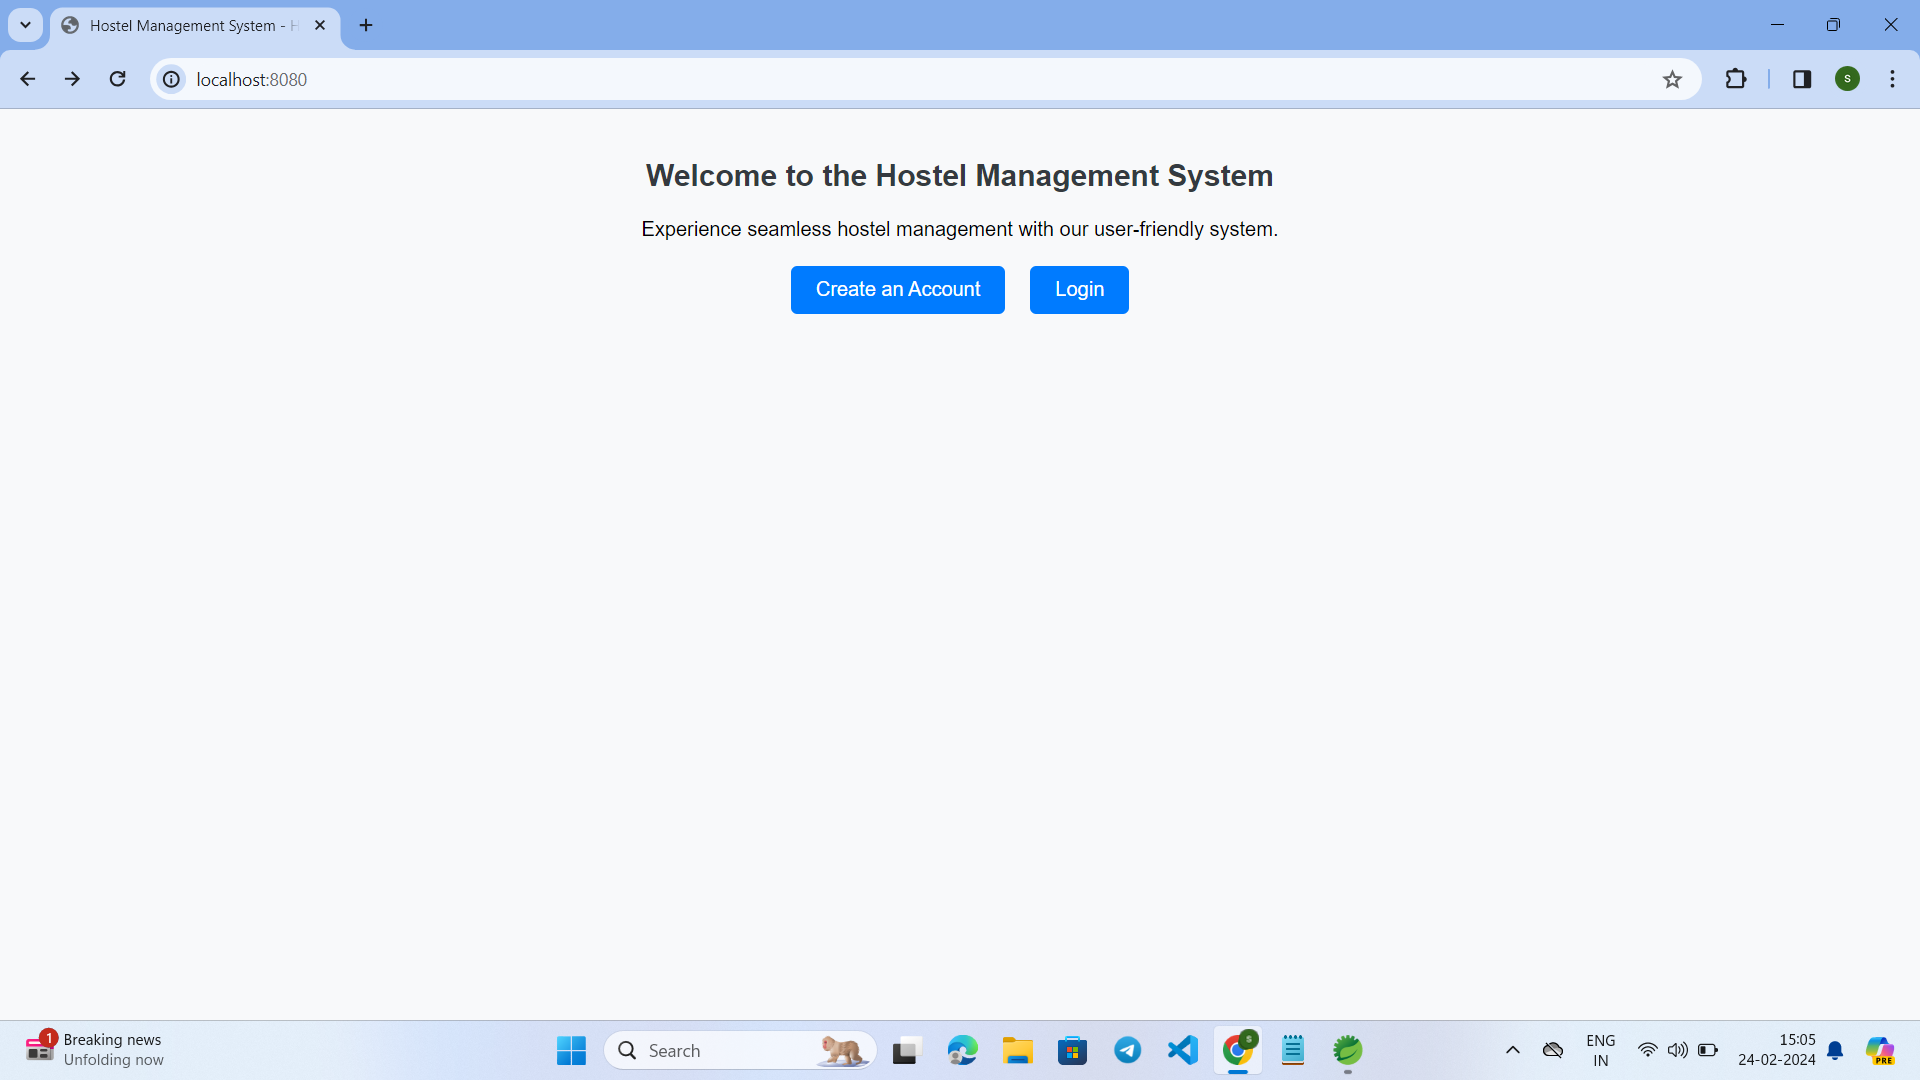 Hostel Management System - H
localhost:8080
S
Welcome to the Hostel Management System
Experience seamless hostel management with our user-friendly system.
Create an Account
Login
1
Breaking news
Unfolding now
Search
S
ENG
IN
15:05
24-02-2024
PRE